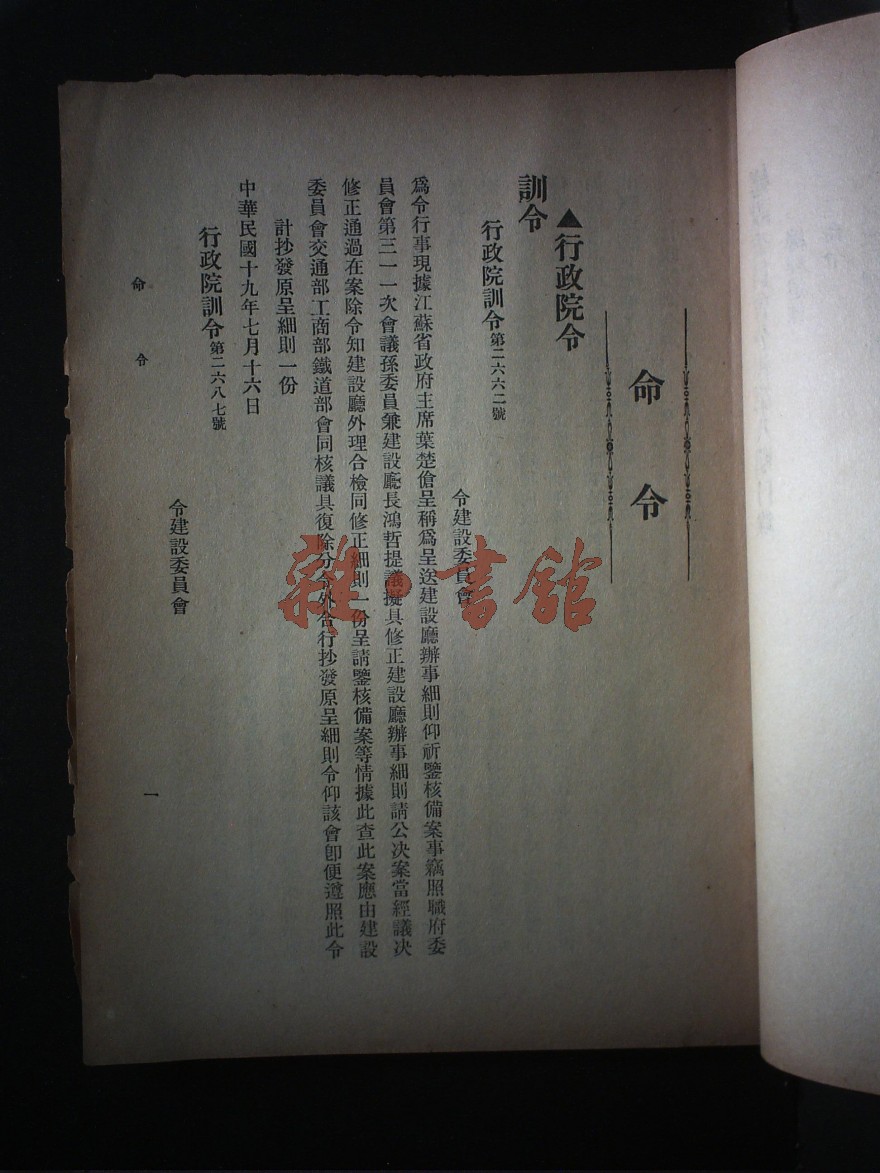 命令
▲行政院令
訓令
行政院訓令第二六六二號
令建設委員會
爲令行事現據江蘇省政府主席葉楚傖呈稱爲呈送建設廳辦事細則仰祈鑒核備案事竊照職府委
員會第三一一次會議孫委員兼建設廳長鴻哲提議擬具修正建設廳辦事細則請公決案當經議决
修正通過在案除令知建設廳外理合檢同修正細則一份呈請鑒核備案等情據此查此案應由建設
委員會交通部工商部鐵道部會同核議具復除分令外合行抄發原呈細則令仰該會卽便遵照此令
計抄發原呈細則一份
中華民國十九年七月十六日
行政院訓令第二六八七號
令建設委員會
命令
一
雜·書館